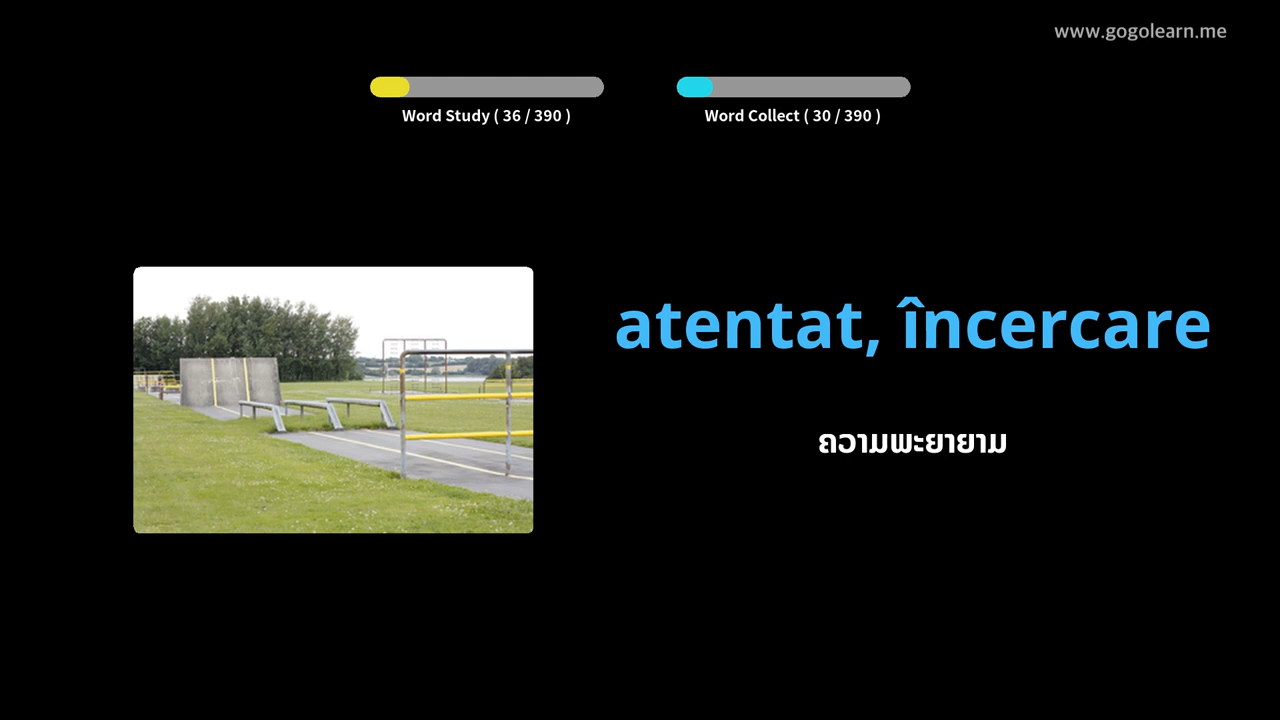 www.gogolearn.me
Word Study ( 36 / 390 )
Word Collect ( 30 / 390 )
atentat, încercare
ความพะยายาม